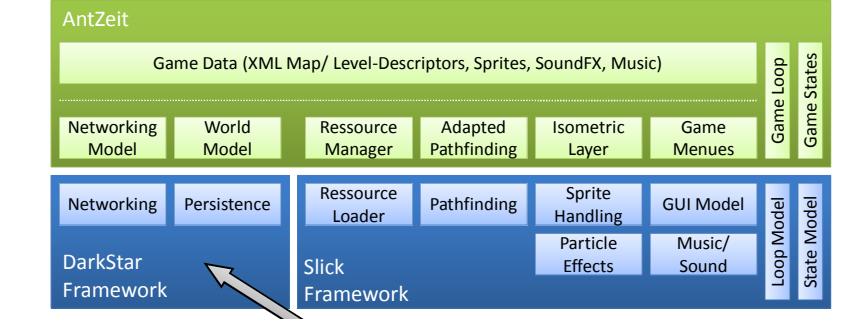 AntZeit
Game Data (XML Map/ Level-Descriptors, Sprites, SoundFX, Music)
Networking
Model
World
Model
Ressource
Manager
Adapted
Pathfinding
Isometric
Layer
Game
Menues
Game Loop
Game States
Networking
Persistence
Ressource
Loader
Pathfinding
Sprite
Handling
GUI Model
Particle
Effects
Music/
Sound
Loop Model
State Model
DarkStar
Framework
Slick
Framework